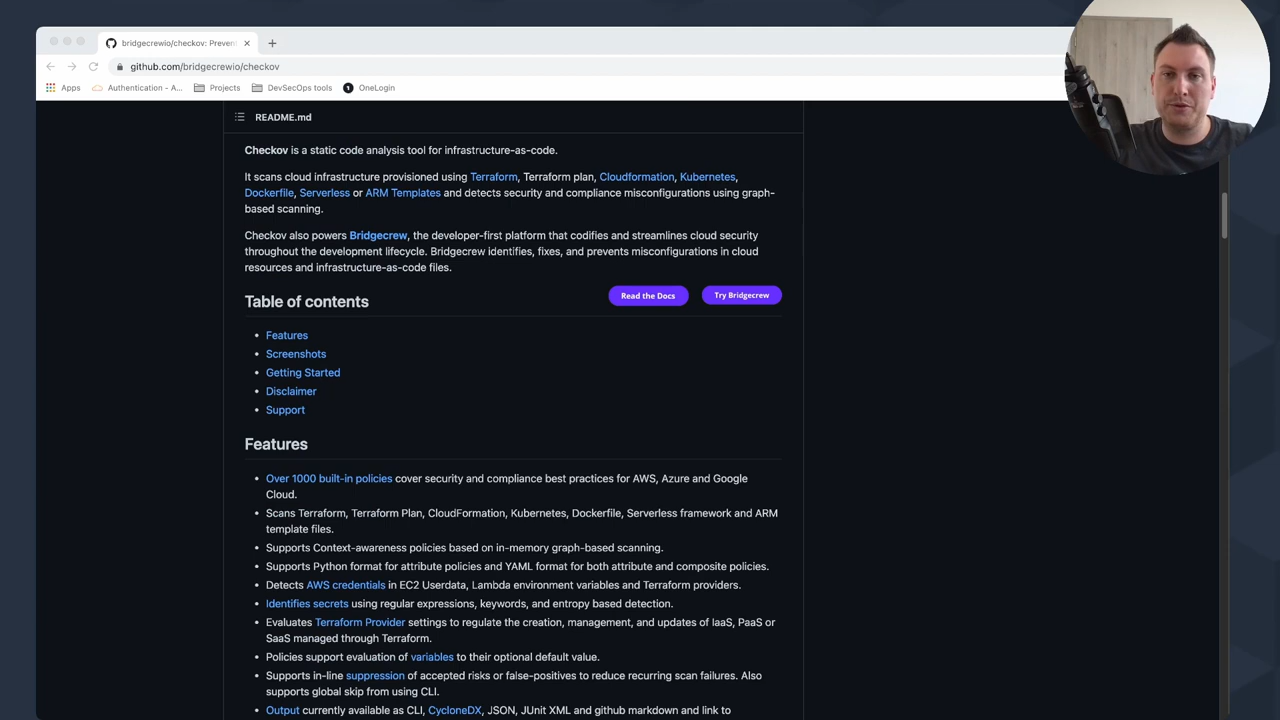 bridgecrewio/checkov: Preven
github.com/bridgecrewio/checkov
Apps
Authentication - A...
Projects
DevSecOps tools
1
OneLogin
README.md
Checkov is a static code analysis tool for infrastructure-as-code.
It scans cloud infrastructure provisioned using Terraform, Terraform plan, Cloudformation, Kubernetes,
Dockerfile, Serverless or ARM Templates and detects security and compliance misconfigurations using graph-
based scanning.
Checkov also powers Bridgecrew, the developer-first platform that codifies and streamlines cloud security
throughout the development lifecycle. Bridgecrew identifies, fixes, and prevents misconfigurations in cloud
resources and infrastructure-as-code files.
Table of contents
Read the Docs
Try Bridgecrew
• Features
• Screenshots
• Getting Started
• Disclaimer
• Support
Features
• Over 1000 built-in policies cover security and compliance best practices for AWS, Azure and Google
Cloud.
• Scans Terraform, Terraform Plan, CloudFormation, Kubernetes, Dockerfile, Serverless framework and ARM
template files.
• Supports Context-awareness policies based on in-memory graph-based scanning.
• Supports Python format for attribute policies and YAML format for both attribute and composite policies.
• Detects AWS credentials in EC2 Userdata, Lambda environment variables and Terraform providers.
• Identifies secrets using regular expressions, keywords, and entropy based detection.
• Evaluates Terraform Provider settings to regulate the creation, management, and updates of IaaS, PaaS or
SaaS managed through Terraform.
• Policies support evaluation of variables to their optional default value.
• Supports in-line suppression of accepted risks or false-positives to reduce recurring scan failures. Also
supports global skip from using CLI.
• Output currently available as CLI, CycloneDX, JSON, JUnit XML and github markdown and link to